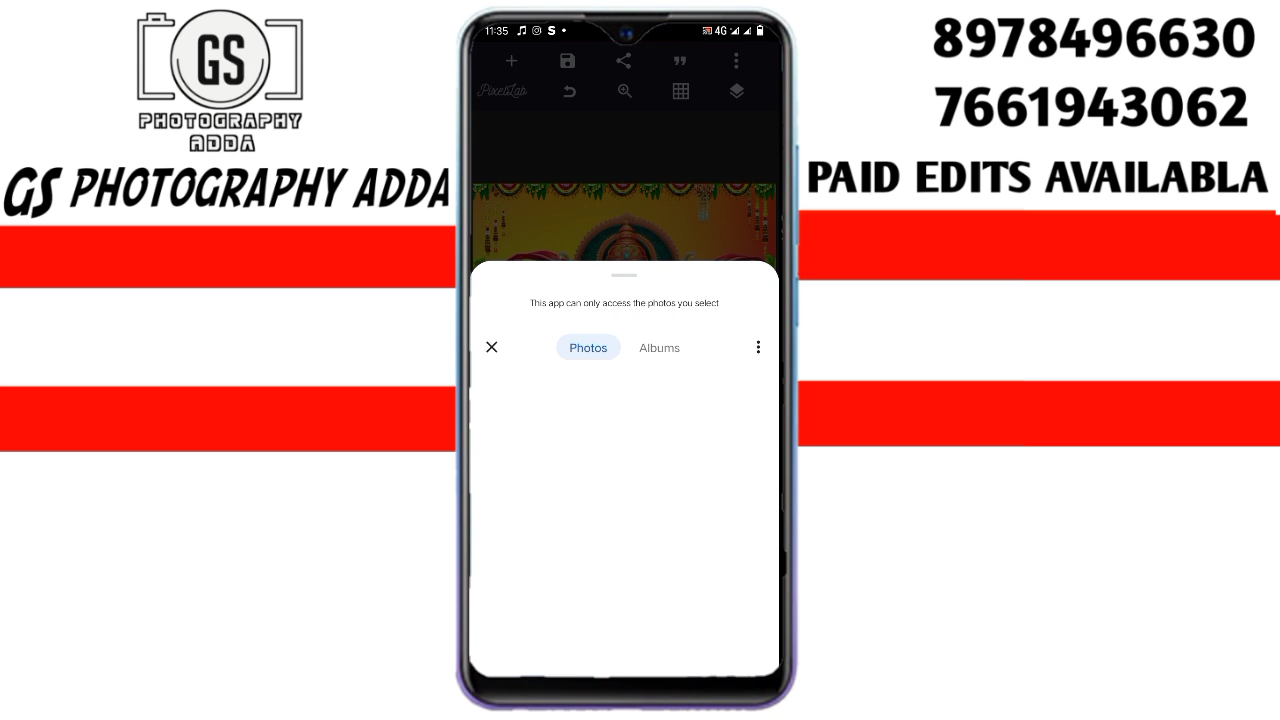 GS
PHOTOGRAPHY
ADDA
GS PHOTOGRAPHY ADDA
11:35
4G
PixelLab
This app can only access the photos you select
Photos
Albums
8978496630
7661943062
PAID EDITS AVAILABLA